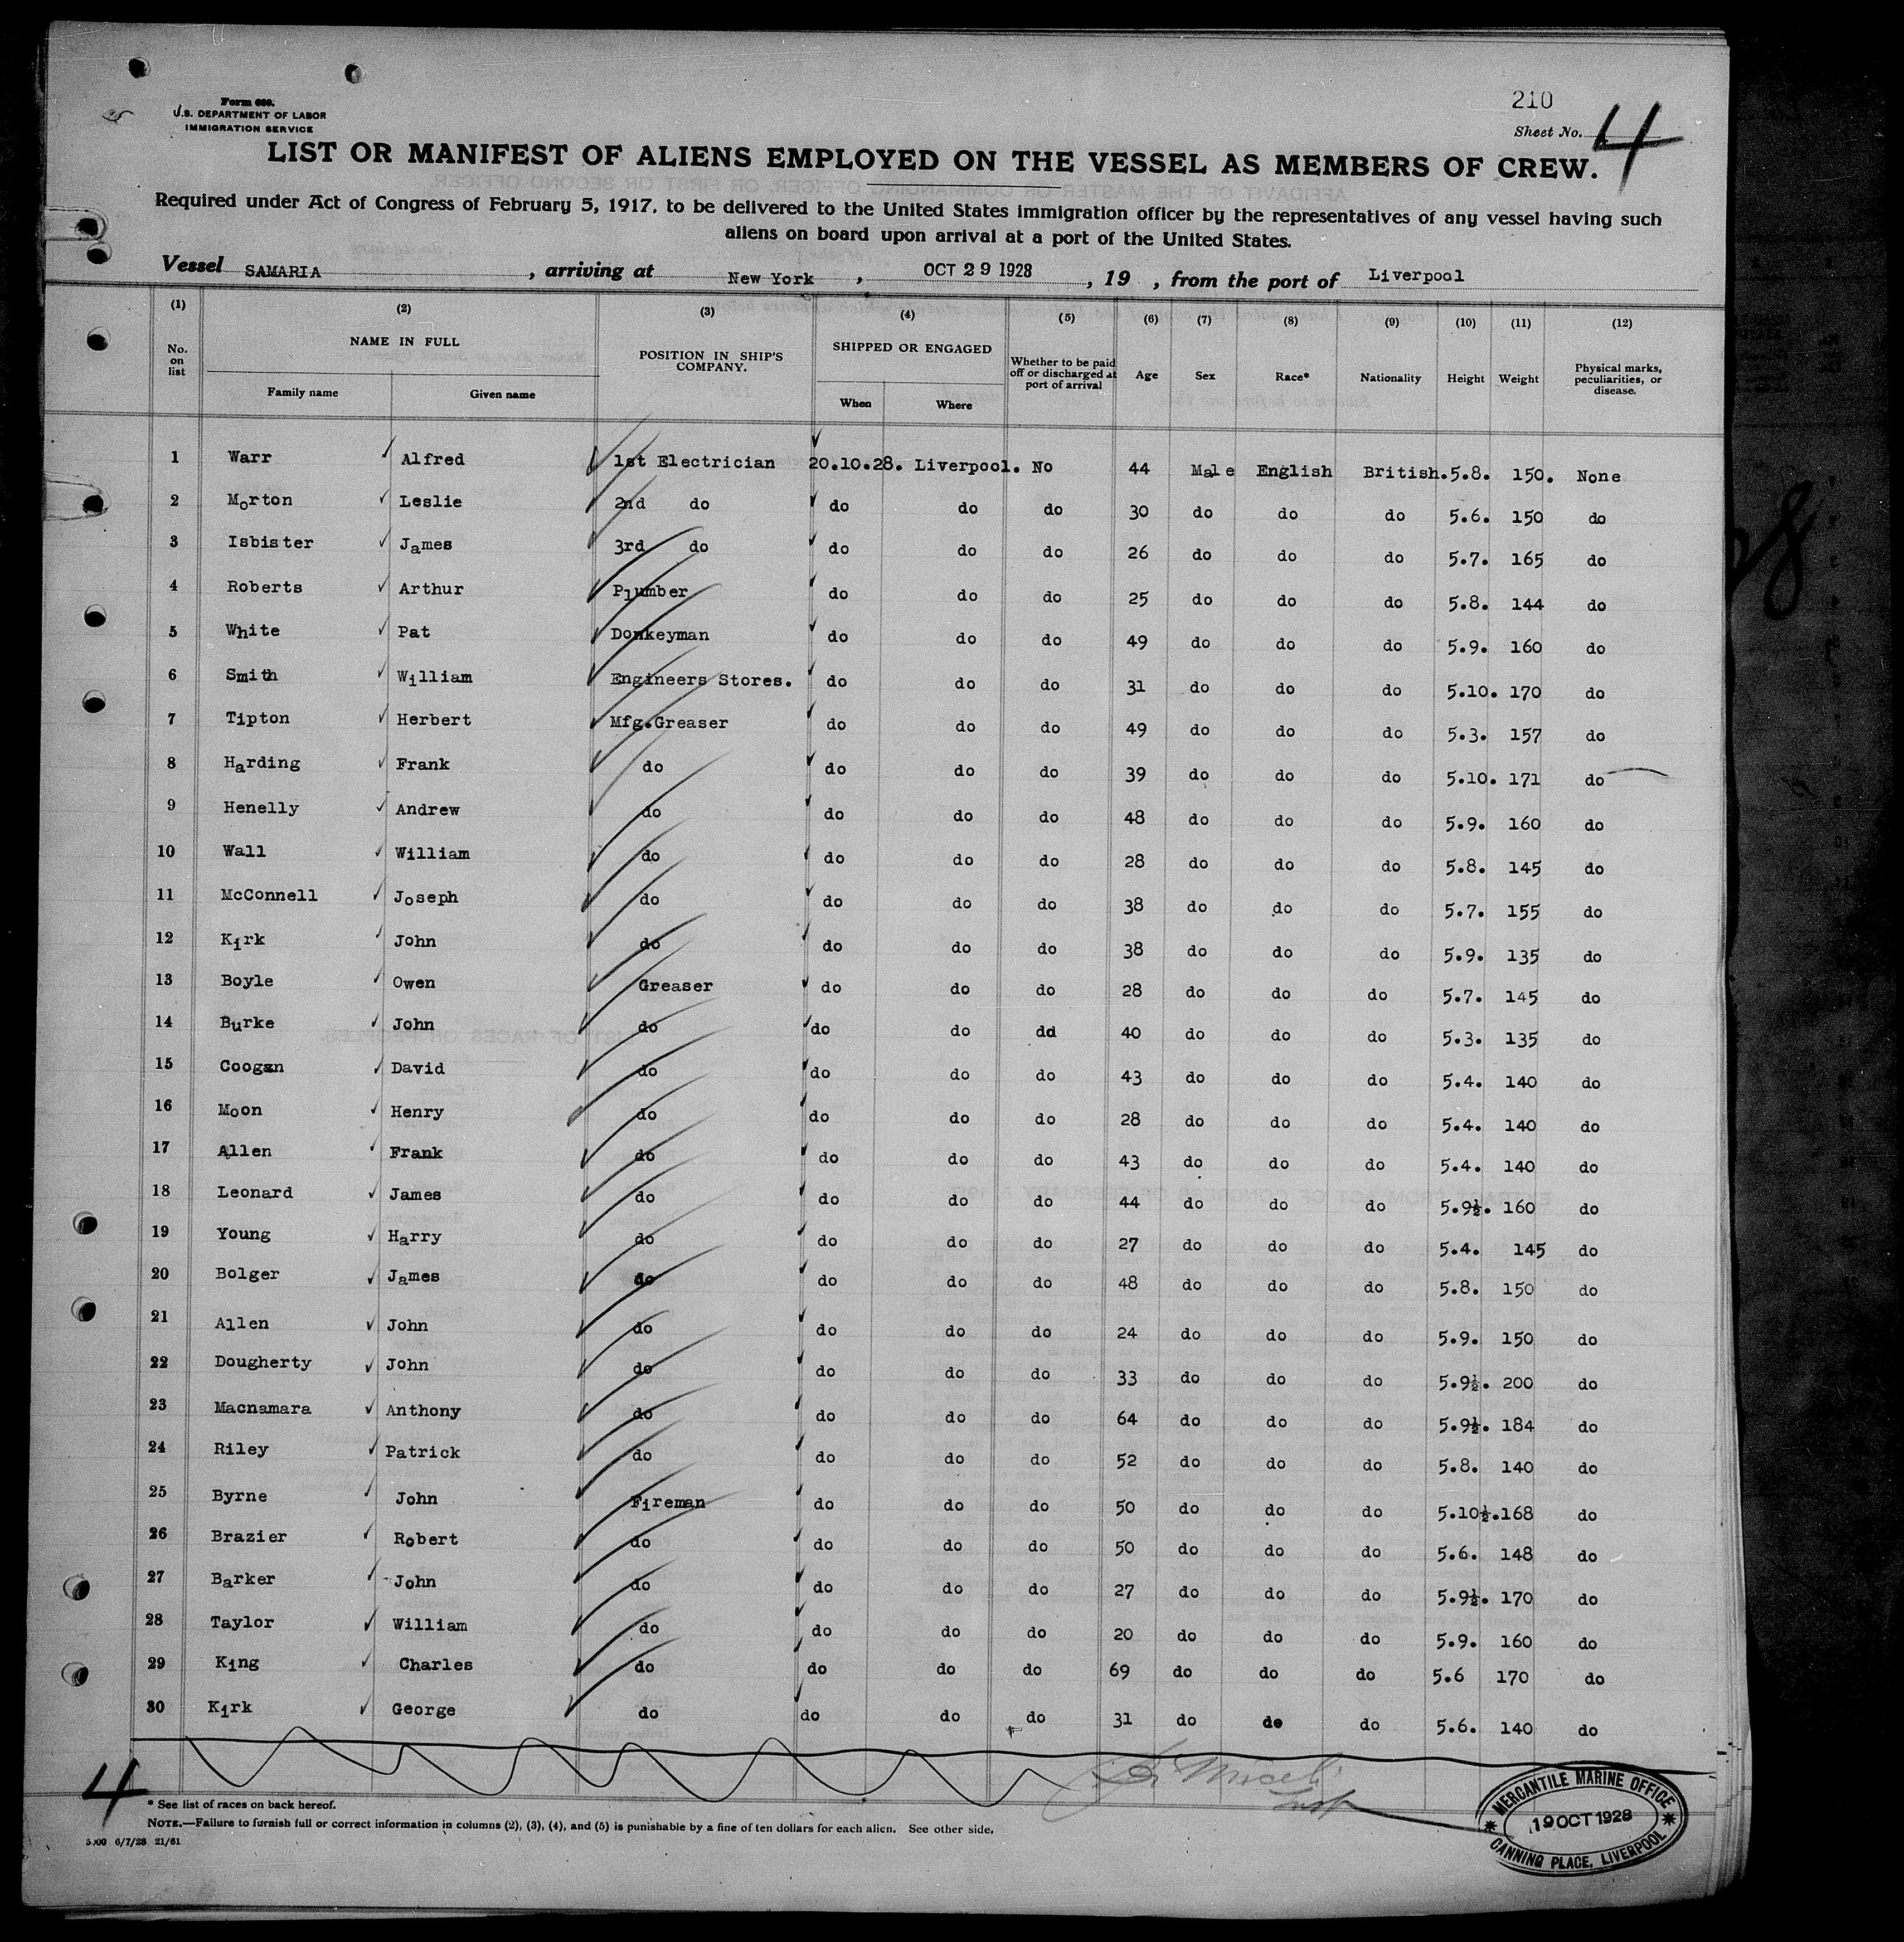 210
Form 680.
U.S. DEPARTMENT OF LABOR
IMMIGRATION SERVICE
Sheet No. 4
LIST OR MANIFEST OF ALIENS EMPLOYED ON THE VESSEL AS MEMBERS OF CREW.
Required under Act of Congress of February 5, 1917, to be delivered to the United States immigration officer by the representatives of any vessel having such
aliens on board upon arrival at a port of the United States.
Vessel SAMARIA, arriving at New York, OCT 29 1928, 19 , from the port of Liverpool
(1) (2) (3) (4) (5) (6) (7) (8) (9) (10) (11) (12)
No. on list NAME IN FULL POSITION IN SHIP'S COMPANY. SHIPPED OR ENGAGED Whether to be paid off or discharged at port of arrival Age Sex Race* Nationality Height Weight Physical marks, peculiarities, or disease.
Family name Given name When Where
1 Warr Alfred 1st Electrician 20.10.28. Liverpool. No 44 Male English British. 5.8. 150. None
2 Morton Leslie 2nd do do do do 30 do do do 5.6. 150 do
3 Isbister James 3rd do do do do 26 do do do 5.7. 165 do
4 Roberts Arthur Plumber do do do 25 do do do 5.8. 144 do
5 White Pat Donkeyman do do do 49 do do do 5.9. 160 do
6 Smith William Engineers Stores. do do do 31 do do do 5.10. 170 do
7 Tipton Herbert Mfg.Greaser do do do 49 do do do 5.3. 157 do
8 Harding Frank do do do do 39 do do do 5.10. 171 do
9 Henelly Andrew do do do do 48 do do do 5.9. 160 do
10 Wall William do do do do 28 do do do 5.8. 145 do
11 McConnell Joseph do do do do 38 do do do 5.7. 155 do
12 Kirk John do do do do 38 do do do 5.9. 135 do
13 Boyle Owen Greaser do do do 28 do do do 5.7. 145 do
14 Burke John do do do dd 40 do do do 5.3. 135 do
15 Coogan David do do do do 43 do do do 5.4. 140 do
16 Moon Henry do do do do 28 do do do 5.4. 140 do
17 Allen Frank do do do do 43 do do do 5.4. 140 do
18 Leonard James do do do do 44 do do do 5.9½. 160 do
19 Young Harry do do do do 27 do do do 5.4. 145 do
20 Bolger James do do do do 48 do do do 5.8. 150 do
21 Allen John do do do do 24 do do do 5.9. 150 do
22 Dougherty John do do do do 33 do do do 5.9½. 200 do
23 Macnamara Anthony do do do do 64 do do do 5.9½. 184 do
24 Riley Patrick do do do do 52 do do do 5.8. 140 do
25 Byrne John Fireman do do do 50 do do do 5.10½. 168 do
26 Brazier Robert do do do do 50 do do do 5.6. 148 do
27 Barker John do do do do 27 do do do 5.9½. 170 do
28 Taylor William do do do do 20 do do do 5.9. 160 do
29 King Charles do do do do 69 do do do 5.6 170 do
30 Kirk George do do do do 31 do do do 5.6. 140 do
4
* See list of races on back hereof.
NOTE.—Failure to furnish full or correct information in columns (2), (3), (4), and (5) is punishable by a fine of ten dollars for each alien. See other side.
6/7/28 21/61
MERCANTILE MARINE OFFICE
19 OCT 1928
CANNING PLACE, LIVERPOOL